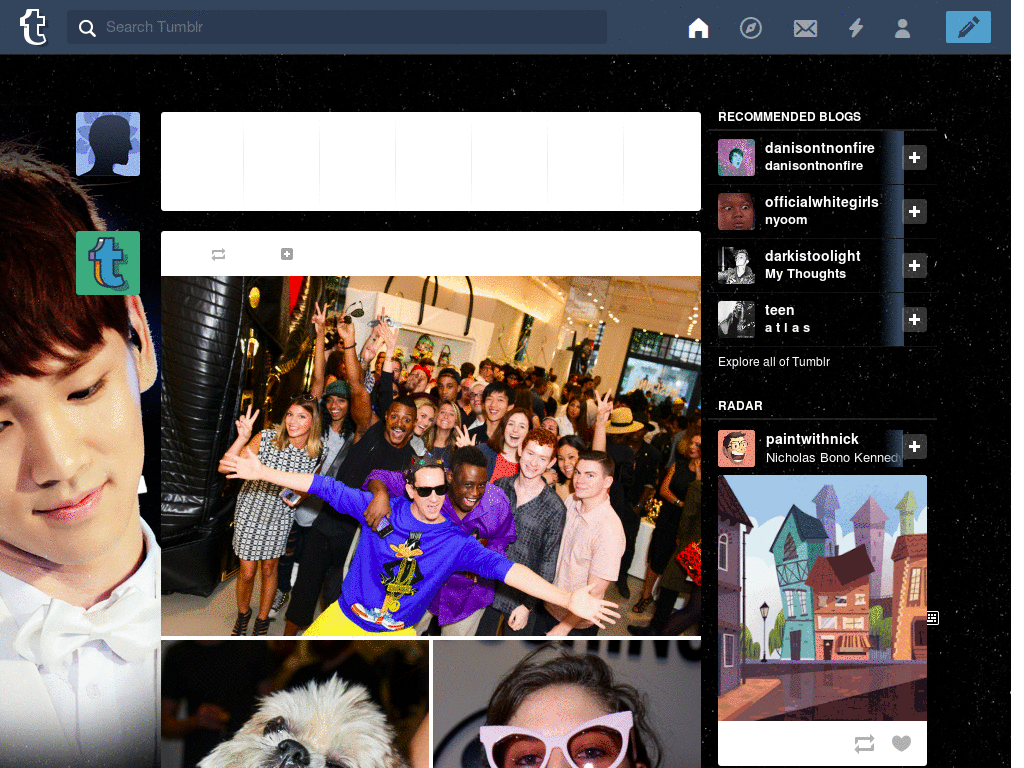 Search Tumblr
RECOMMENDED BLOGS
danisontnonfire
danisontnonfire
officialwhitegirls
nyoom
darkistoolight
My Thoughts
teen
a t l a s
Explore all of Tumblr
RADAR
paintwithnick
Nicholas Bono Kennedy